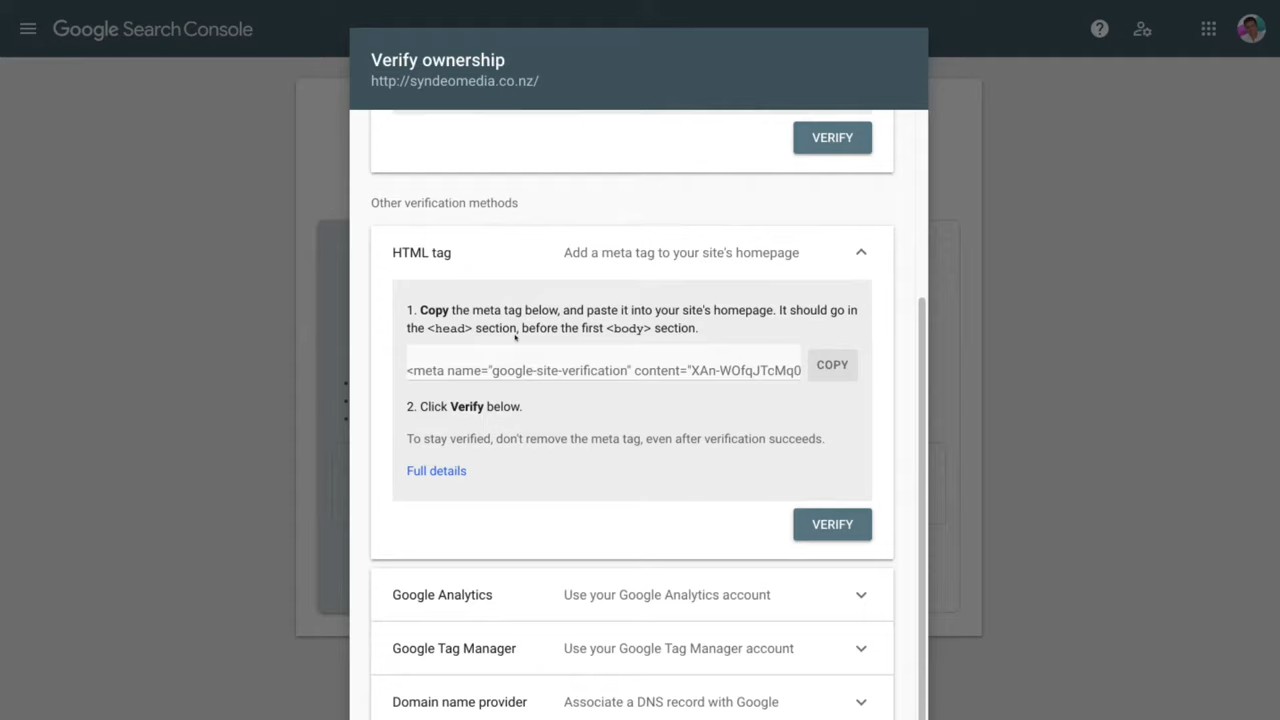 Google Search Console
Verify ownership
http://syndeomedia.co.nz/
VERIFY
Other verification methods
HTML tag
Add a meta tag to your site's homepage
1. Copy the meta tag below, and paste it into your site's homepage. It should go in
the <head> section, before the first <body> section.
<meta name="google-site-verification" content="XAn-WOfqJTcMq0
COPY
2. Click Verify below.
To stay verified, don't remove the meta tag, even after verification succeeds.
Full details
VERIFY
Google Analytics
Use your Google Analytics account
Google Tag Manager
Use your Google Tag Manager account
Domain name provider
Associate a DNS record with Google